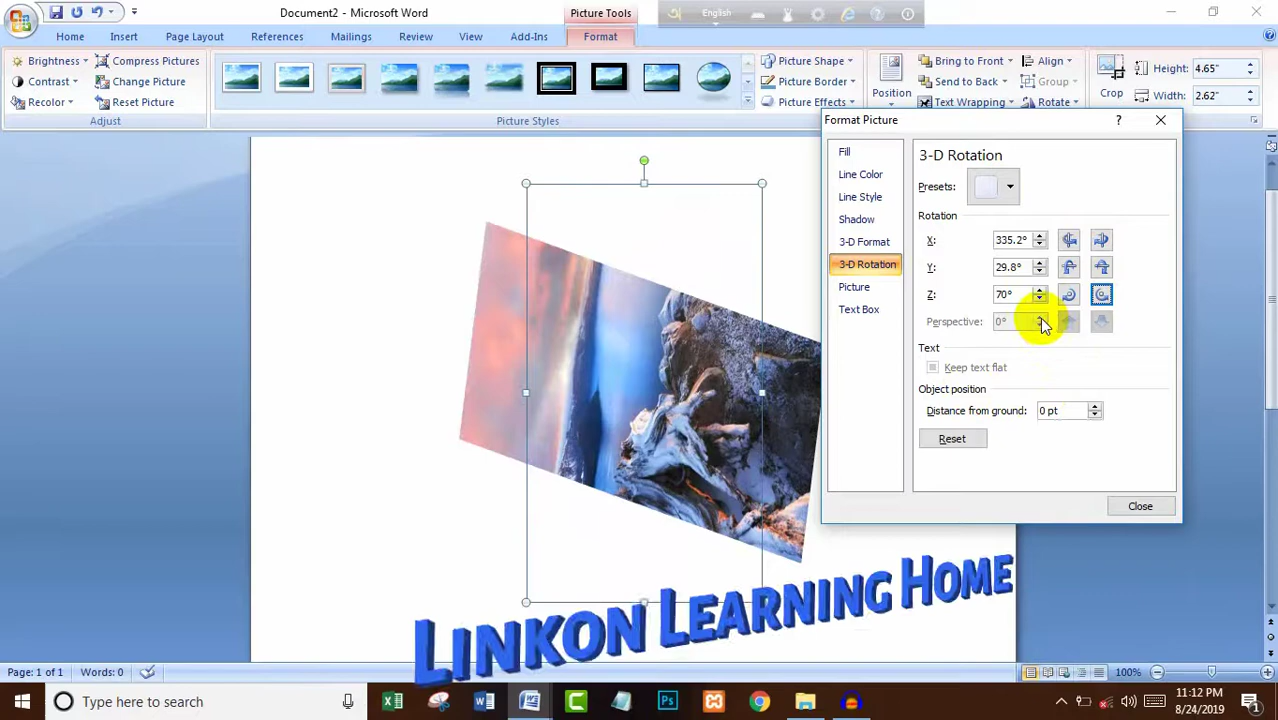 Document2 - Microsoft Word
Picture Tools
English
Home Insert Page Layout References Mailings Review View Add-Ins Format
Brightness
Contrast
Recolor
Compress Pictures
Change Picture
Reset Picture
Adjust
Picture Styles
Picture Shape
Picture Border
Picture Effects
Position
Bring to Front
Send to Back
Text Wrapping
Align
Group
Rotate
Crop
Height: 4.65"
Width: 2.62"
Format Picture
Fill
Line Color
Line Style
Shadow
3-D Format
3-D Rotation
Picture
Text Box
3-D Rotation
Presets:
Rotation
X: 335.2°
Y: 29.8°
Z: 70°
Perspective: 0°
Text
Keep text flat
Object position
Distance from ground: 0 pt
Reset
Close
LINKON LEARNING HOME
Page: 1 of 1 Words: 0
100%
Type here to search
11:12 PM
8/24/2019